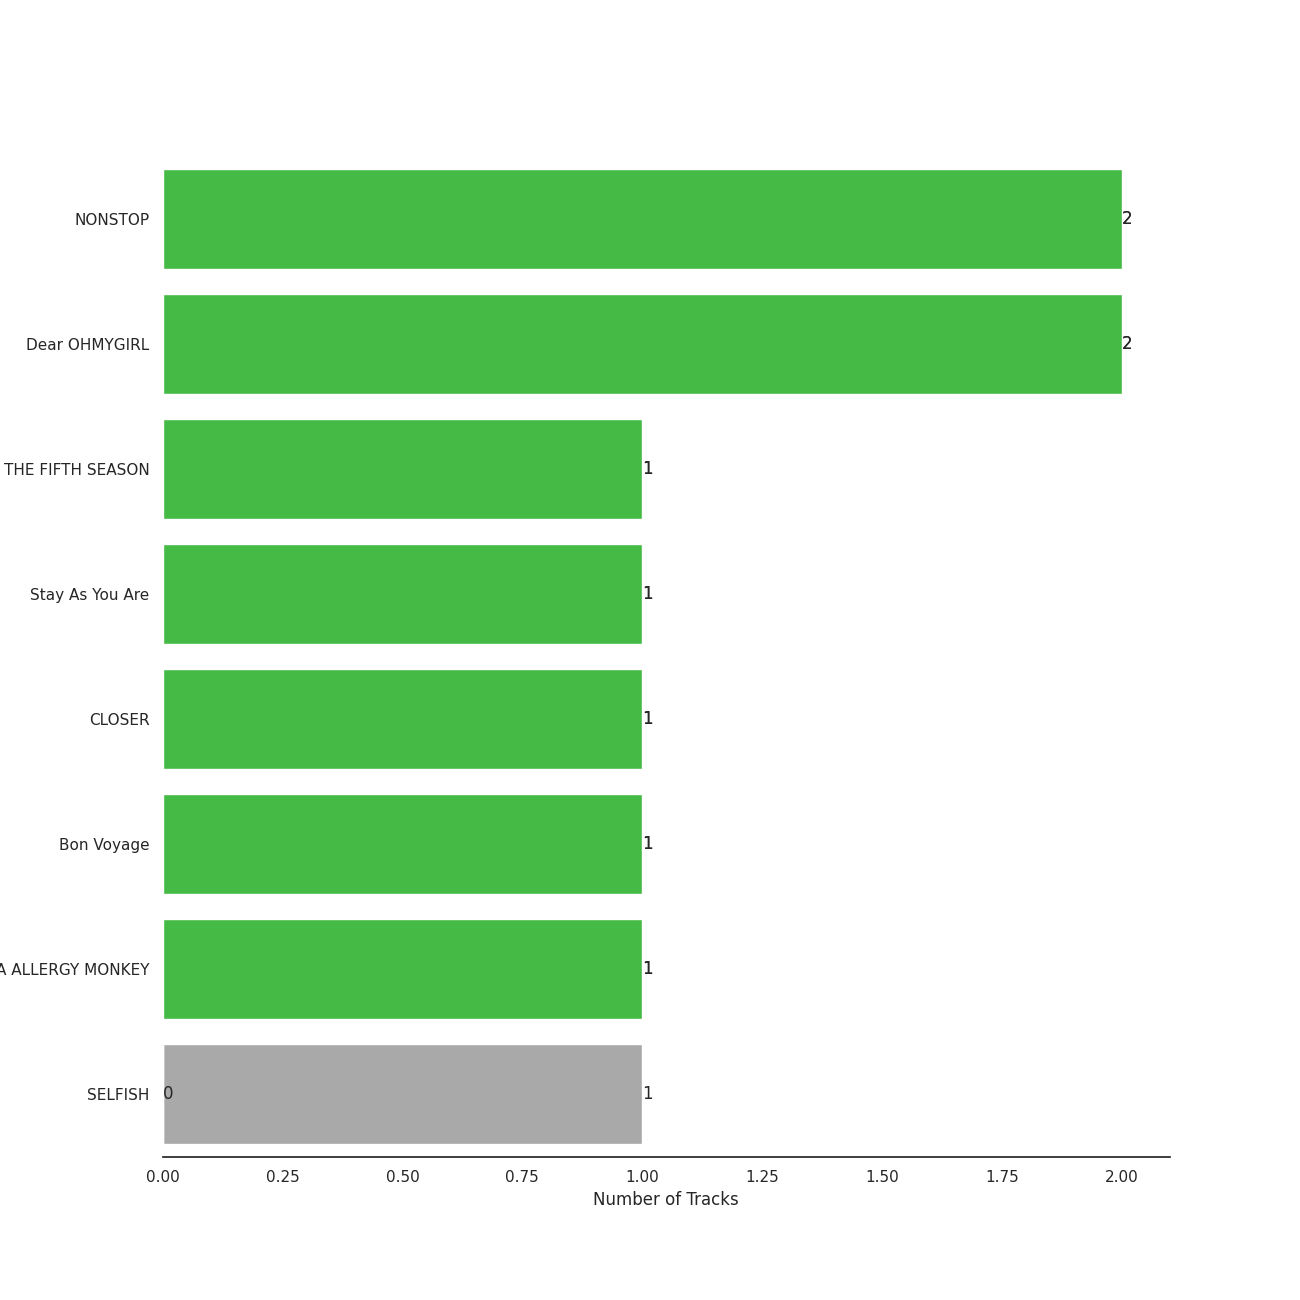 NONSTOP 2
Dear OHMYGIRL 2
THE FIFTH SEASON 1
Stay As You Are 1
CLOSER 1
Bon Voyage 1
A ALLERGY MONKEY 1
SELFISH 0 1
0.00 0.25 0.50 0.75 1.00 1.25 1.50 1.75 2.00
Number of Tracks